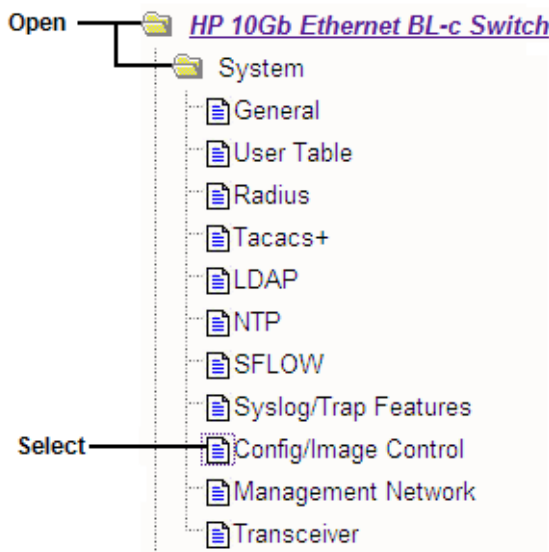 Open HP 10Gb Ethernet BL-c Switch
System
General
User Table
Radius
Tacacs+
LDAP
NTP
SFLOW
Syslog/Trap Features
Select Config/Image Control
Management Network
Transceiver